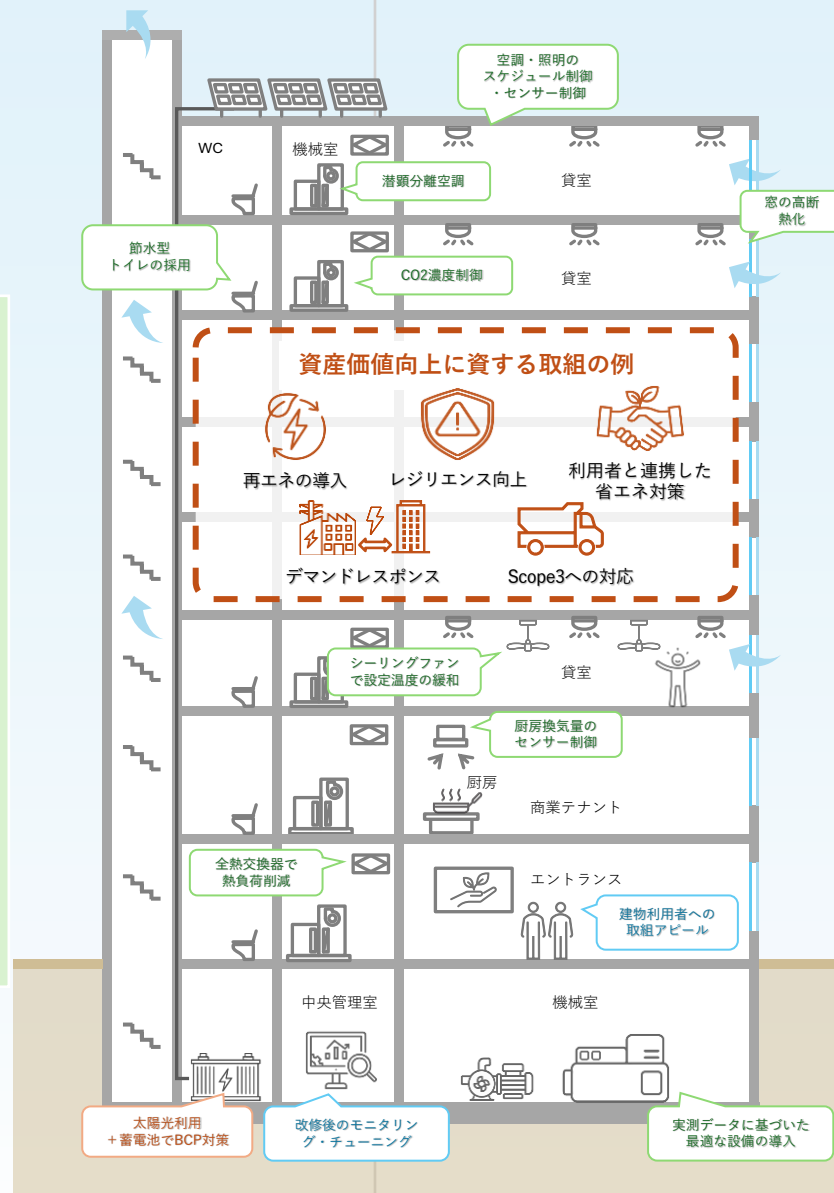 空調・照明の
スケジュール制御
・センサー制御
WC
機械室
潜顕分離空調
貸室
窓の高断
熱化
節水型
トイレの採用
CO2濃度制御
貸室
資産価値向上に資する取組の例
再エネの導入
レジリエンス向上
利用者と連携した
省エネ対策
デマンドレスポンス
Scope3への対応
シーリングファン
で設定温度の緩和
貸室
厨房換気量の
センサー制御
厨房
商業テナント
全熱交換器で
熱負荷削減
エントランス
建物利用者への
取組アピール
中央管理室
機械室
太陽光利用
＋蓄電池でBCP対策
改修後のモニタリン
グ・チューニング
実測データに基づいた
最適な設備の導入